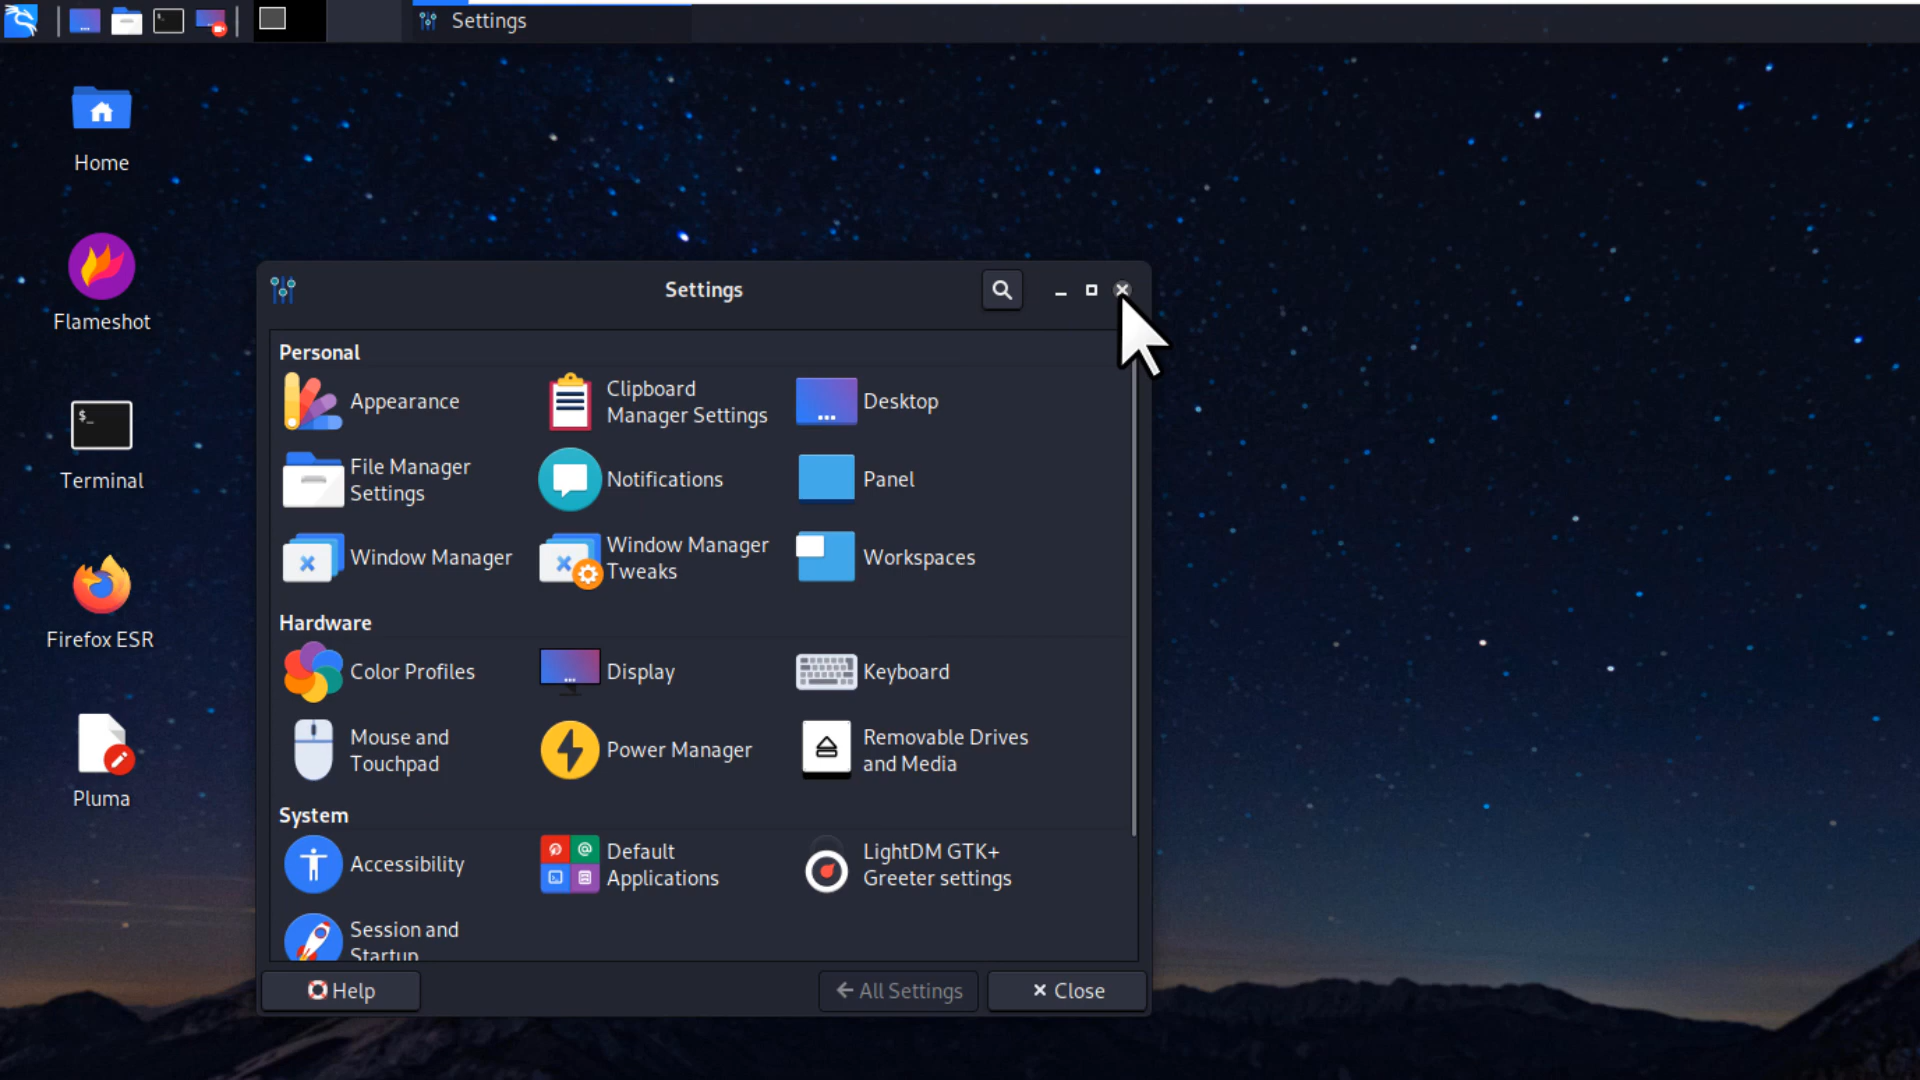 Settings
Home
Flameshot
Terminal
Firefox ESR
Pluma
Settings
Personal
Appearance
Clipboard
Manager Settings
Desktop
File Manager
Settings
Notifications
Panel
Window Manager
Window Manager
Tweaks
Workspaces
Hardware
Color Profiles
Display
Keyboard
Mouse and
Touchpad
Power Manager
Removable Drives
and Media
System
Accessibility
Default
Applications
LightDM GTK+
Greeter settings
Session and
Startup
Help
All Settings
Close